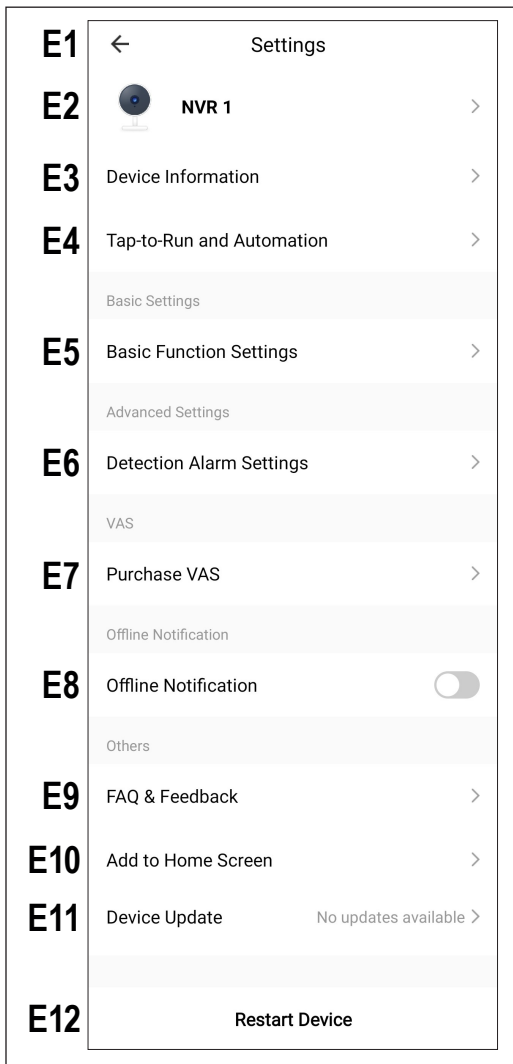 E1 Settings
E2 NVR 1
E3 Device Information
E4 Tap-to-Run and Automation
Basic Settings
E5 Basic Function Settings
Advanced Settings
E6 Detection Alarm Settings
VAS
E7 Purchase VAS
Offline Notification
E8 Offline Notification
Others
E9 FAQ & Feedback
E10 Add to Home Screen
E11 Device Update No updates available
E12 Restart Device